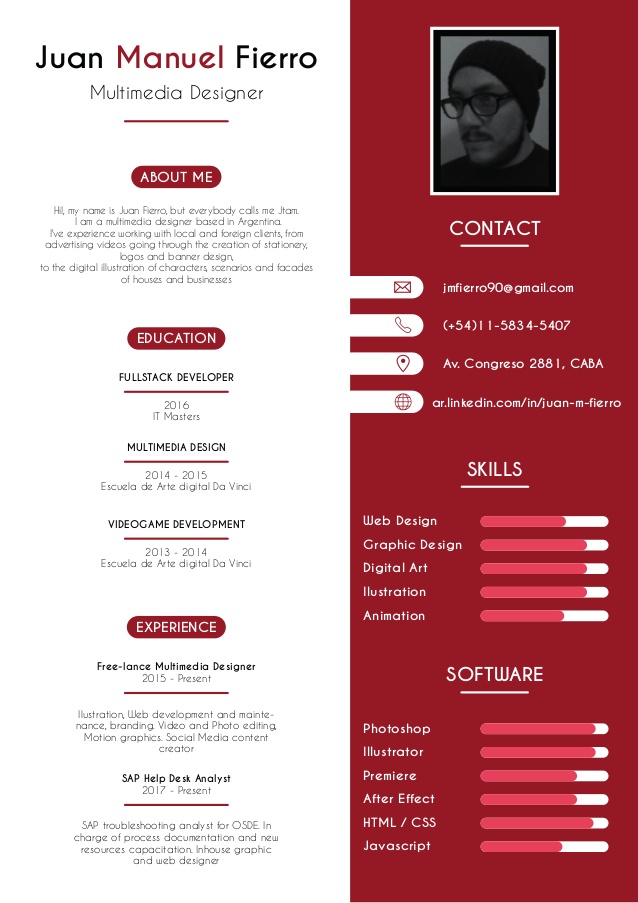 Juan Manuel Fierro
Multimedia Designer
ABOUT ME
Hi!, my name is Juan Fierro, but everybody calls me Jtam.
I am a multimedia designer based in Argentina.
I've experience working with local and foreign clients, from
advertising videos going through the creation of stationery,
logos and banner design,
to the digital illustration of characters, scenarios and facades
of houses and businesses
EDUCATION
FULLSTACK DEVELOPER
2016
IT Masters
MULTIMEDIA DESIGN
2014 - 2015
Escuela de Arte digital Da Vinci
VIDEOGAME DEVELOPMENT
2013 - 2014
Escuela de Arte digital Da Vinci
EXPERIENCE
Free-lance Multimedia Designer
2015 - Present
Ilustration, Web development and mainte-
nance, branding. Video and Photo editing,
Motion graphics. Social Media content
creator
SAP Help Desk Analyst
2017 - Present
SAP troubleshooting analyst for OSDE. In
charge of process documentation and new
resources capacitation. Inhouse graphic
and web designer
CONTACT
jmfierro90@gmail.com
(+54)11-5834-5407
Av. Congreso 2881, CABA
ar.linkedin.com/in/juan-m-fierro
SKILLS
Web Design
Graphic Design
Digital Art
Ilustration
Animation
SOFTWARE
Photoshop
Illustrator
Premiere
After Effect
HTML / CSS
Javascript